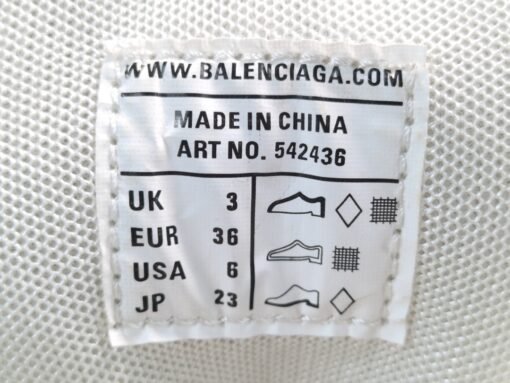 WWW.BALENCIAGA.COM
MADE IN CHINA
ART NO. 542436
UK 3
EUR 36
USA 6
JP 23